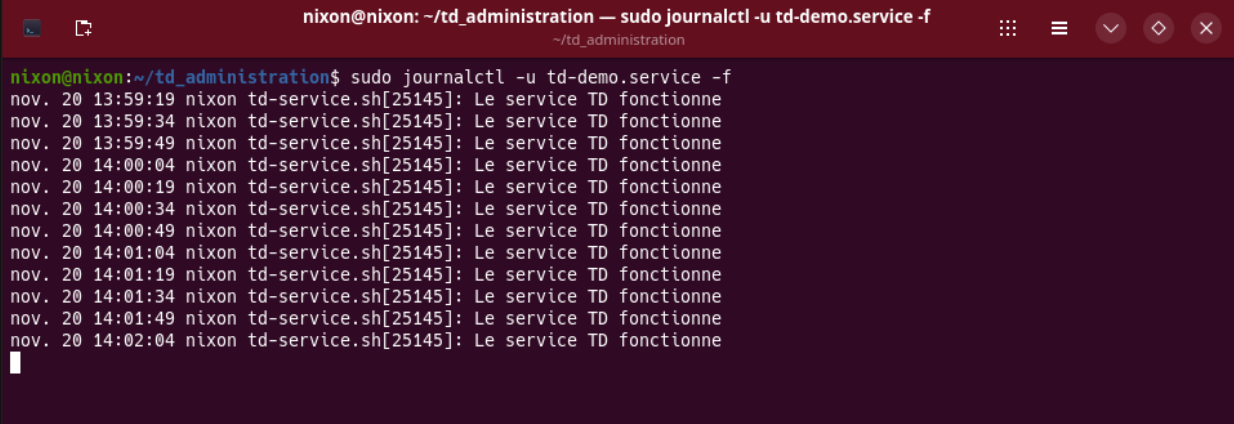 nixon@nixon: ~/td_administration — sudo journalctl -u td-demo.service -f
~/td_administration
nixon@nixon:~/td_administration$ sudo journalctl -u td-demo.service -f
nov. 20 13:59:19 nixon td-service.sh[25145]: Le service TD fonctionne
nov. 20 13:59:34 nixon td-service.sh[25145]: Le service TD fonctionne
nov. 20 13:59:49 nixon td-service.sh[25145]: Le service TD fonctionne
nov. 20 14:00:04 nixon td-service.sh[25145]: Le service TD fonctionne
nov. 20 14:00:19 nixon td-service.sh[25145]: Le service TD fonctionne
nov. 20 14:00:34 nixon td-service.sh[25145]: Le service TD fonctionne
nov. 20 14:00:49 nixon td-service.sh[25145]: Le service TD fonctionne
nov. 20 14:01:04 nixon td-service.sh[25145]: Le service TD fonctionne
nov. 20 14:01:19 nixon td-service.sh[25145]: Le service TD fonctionne
nov. 20 14:01:34 nixon td-service.sh[25145]: Le service TD fonctionne
nov. 20 14:01:49 nixon td-service.sh[25145]: Le service TD fonctionne
nov. 20 14:02:04 nixon td-service.sh[25145]: Le service TD fonctionne